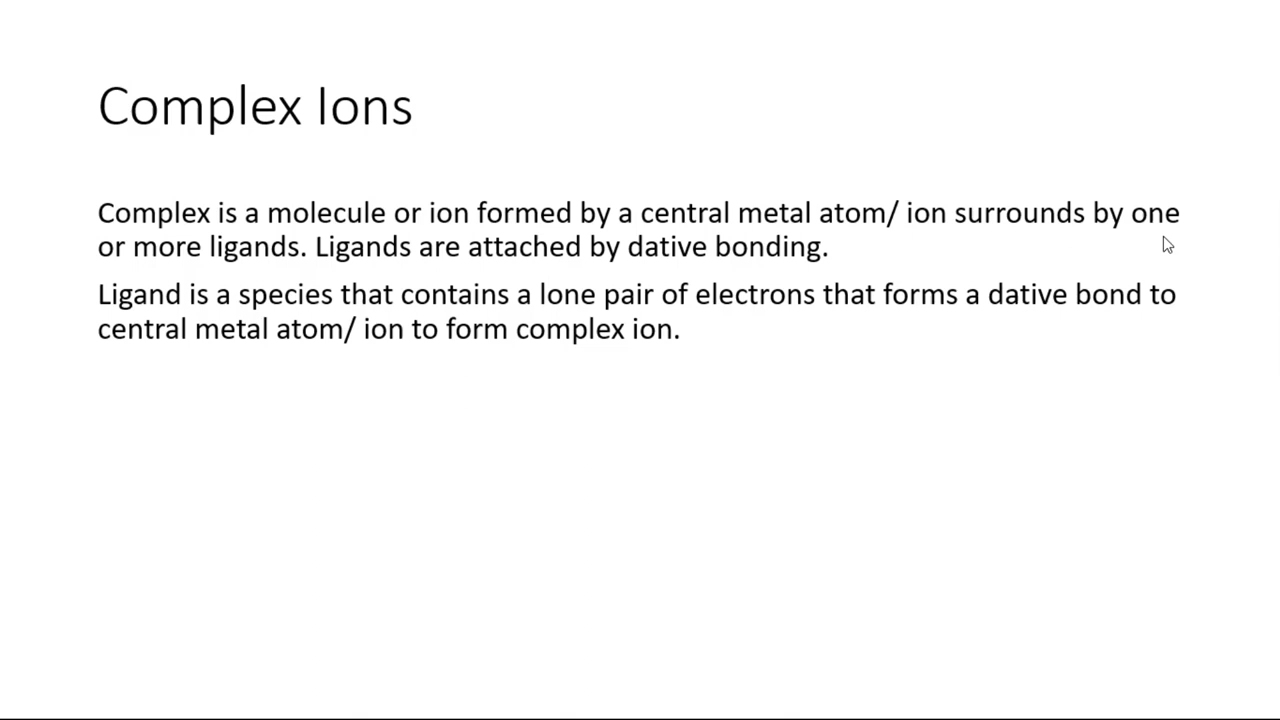 Complex Ions
Complex is a molecule or ion formed by a central metal atom/ ion surrounds by one
or more ligands. Ligands are attached by dative bonding.
Ligand is a species that contains a lone pair of electrons that forms a dative bond to
central metal atom/ ion to form complex ion.